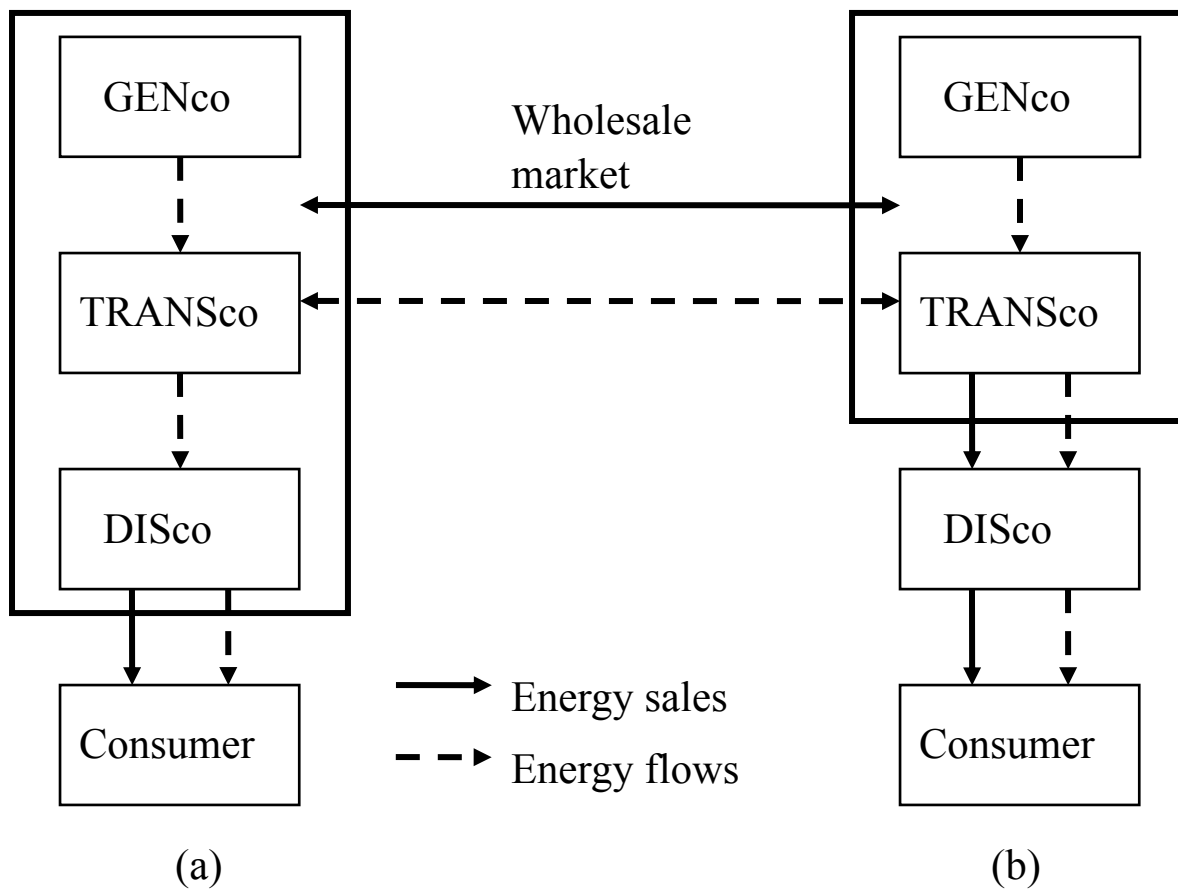 GENco
Wholesale
market
GENco
TRANSco
TRANSco
DISco
DISco
Consumer
Energy sales
Energy flows
Consumer
(a)
(b)